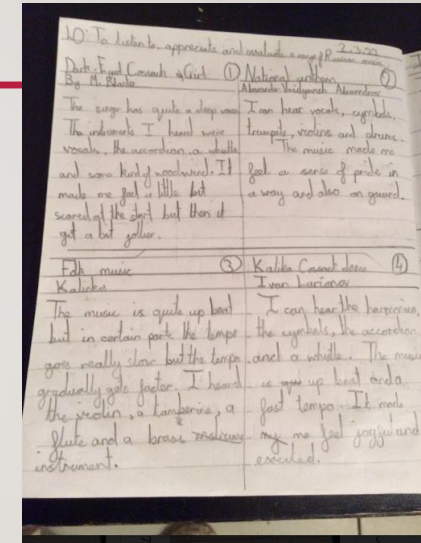 LO: To listen to, appreciate and evaluate a range of Russian music
2.3.22
Dark Eyed Cossack Girl ①
By M.
The singer has quite a deep voice
The instruments I heard were
vocals, the accordion, a whistle
and some kind of woodwind. It
made me feel a little bit
scared at the start but then it
got a bit jollier.
National anthem ②
Alexander
I can hear vocals, cymbals,
trumpets, violins and drums.
The music made me
feel a sense of pride in
a way and also on guard.
Folk music ③
Kalinka
The music is quite up beat
but in certain parts the tempo
goes really slow but the tempo
gradually gets faster. I heard
the violin, a tamberine, a
flute and a brass
instrument.
Kalinka Cossack dance ④
Ivan Larionov
I can hear the harmonica,
the cymbals, the accordion
and a whistle. The music
is up beat and a
fast tempo. It made
me feel joyful and
excited.